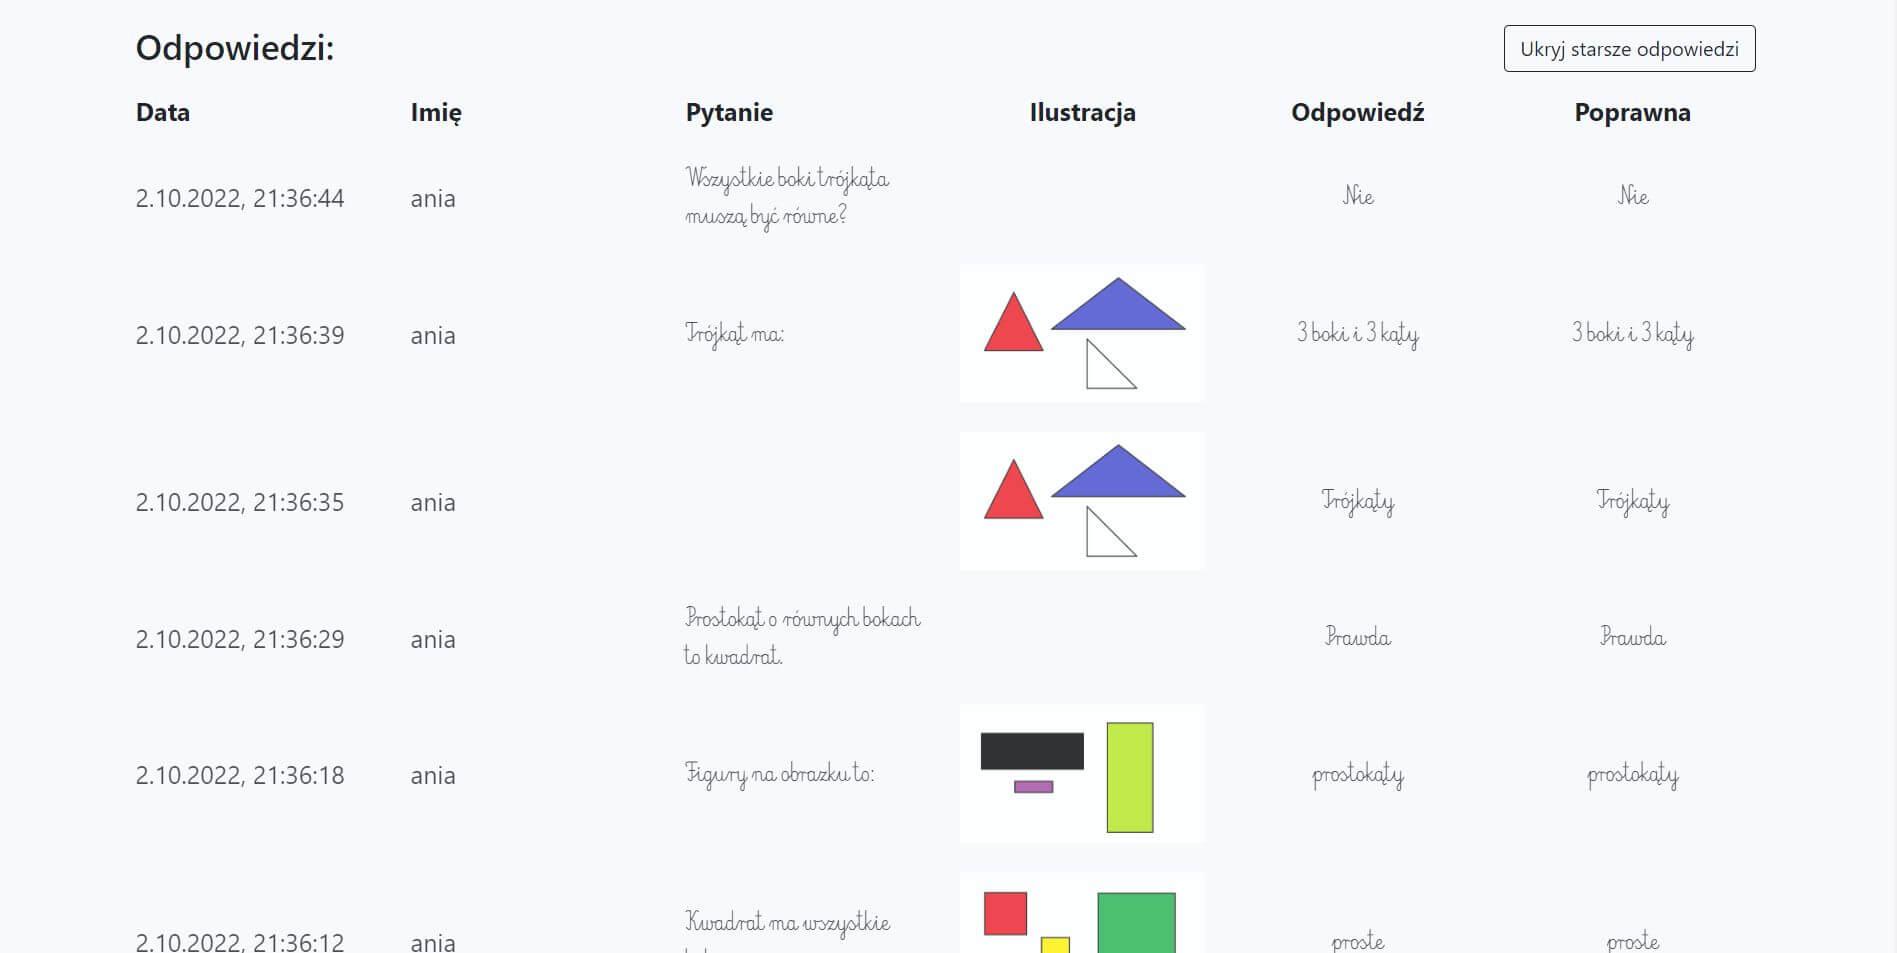 Odpowiedzi:
Ukryj starsze odpowiedzi
Data Imię Pytanie Ilustracja Odpowiedź Poprawna
2.10.2022, 21:36:44 ania Wszystkie boki trójkąta muszą być równe? Nie Nie
2.10.2022, 21:36:39 ania Trójkąt ma: 3 boki i 3 kąty 3 boki i 3 kąty
2.10.2022, 21:36:35 ania Trójkąty Trójkąty
2.10.2022, 21:36:29 ania Prostokąt o równych bokach to kwadrat. Prawda Prawda
2.10.2022, 21:36:18 ania Figury na obrazku to: prostokąty prostokąty
2.10.2022, 21:36:12 ania Kwadrat ma wszystkie proste proste